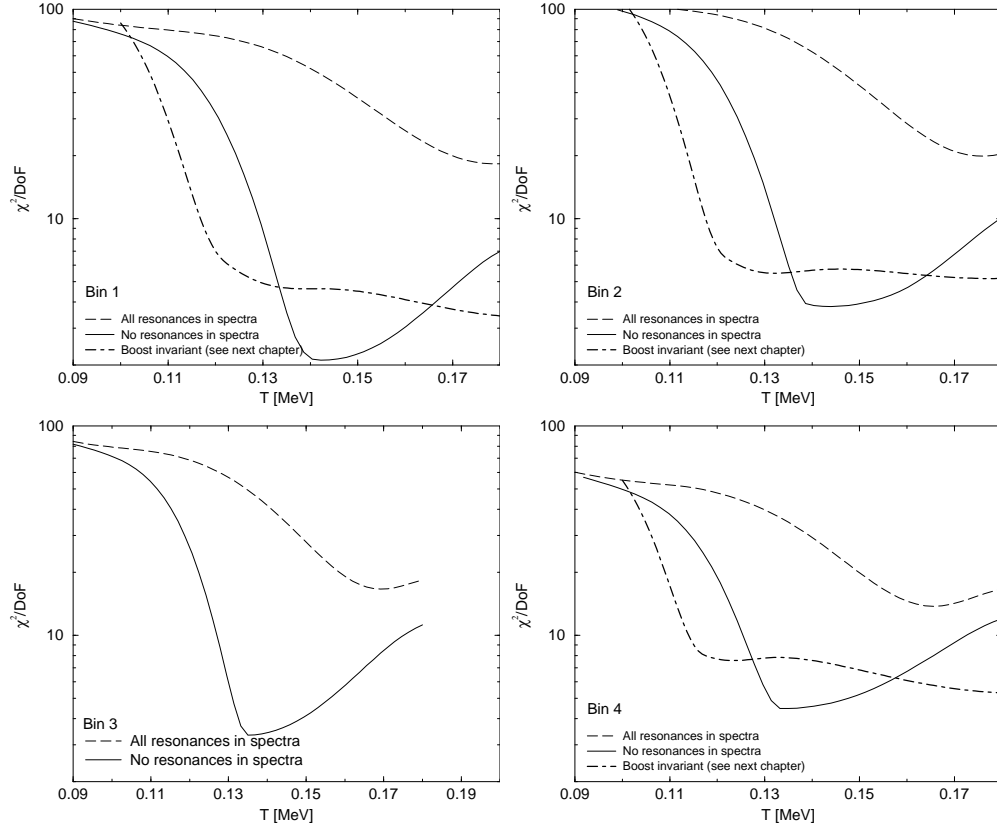 100
10
χ²/DoF
Bin 1
All resonances in spectra
No resonances in spectra
Boost invariant (see next chapter)
0.09 0.11 0.13 0.15 0.17
T [MeV]
100
10
χ²/DoF
Bin 2
All resonances in spectra
No resonances in spectra
Boost invariant (see next chapter)
0.09 0.11 0.13 0.15 0.17
T [MeV]
100
10
χ²/DoF
Bin 3
All resonances in spectra
No resonances in spectra
0.09 0.11 0.13 0.15 0.17 0.19
T [MeV]
100
10
χ²/DoF
Bin 4
All resonances in spectra
No resonances in spectra
Boost invariant (see next chapter)
0.09 0.11 0.13 0.15 0.17
T [MeV]